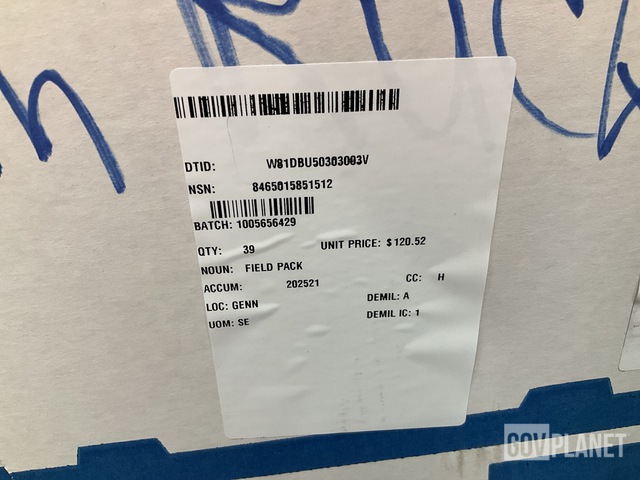 DTID: W81DBU50303003V
NSN: 8465015851512
BATCH: 1005656429
QTY: 39 UNIT PRICE: $120.52
NOUN: FIELD PACK
ACCUM: 202521 CC: H
LOC: GENN DEMIL: A
UOM: SE DEMIL IC: 1
GOVPLANET